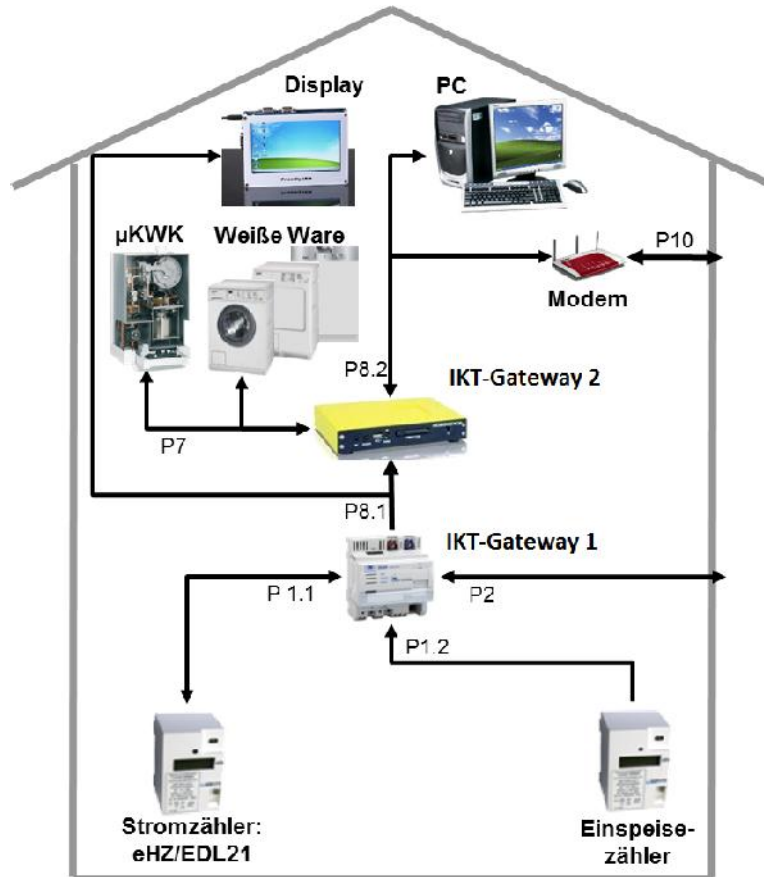 Display
PC
µKWK
Weiße Ware
P10
Modem
P8.2
IKT-Gateway 2
P7
P8.1
IKT-Gateway 1
P 1.1
P2
P1.2
Stromzähler:
eHZ/EDL21
Einspeise-
zähler